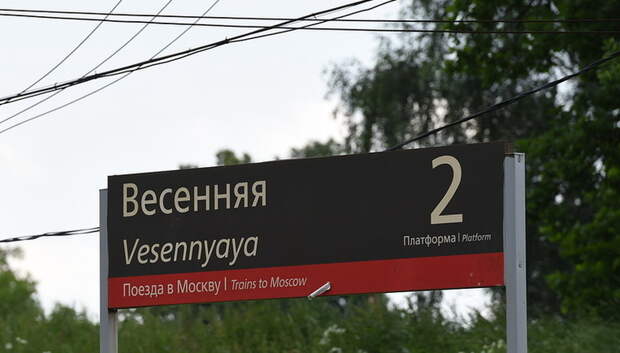 Весенняя
Vesennyaya
2
Платформа | Platform
Поезда в Москву | Trains to Moscow